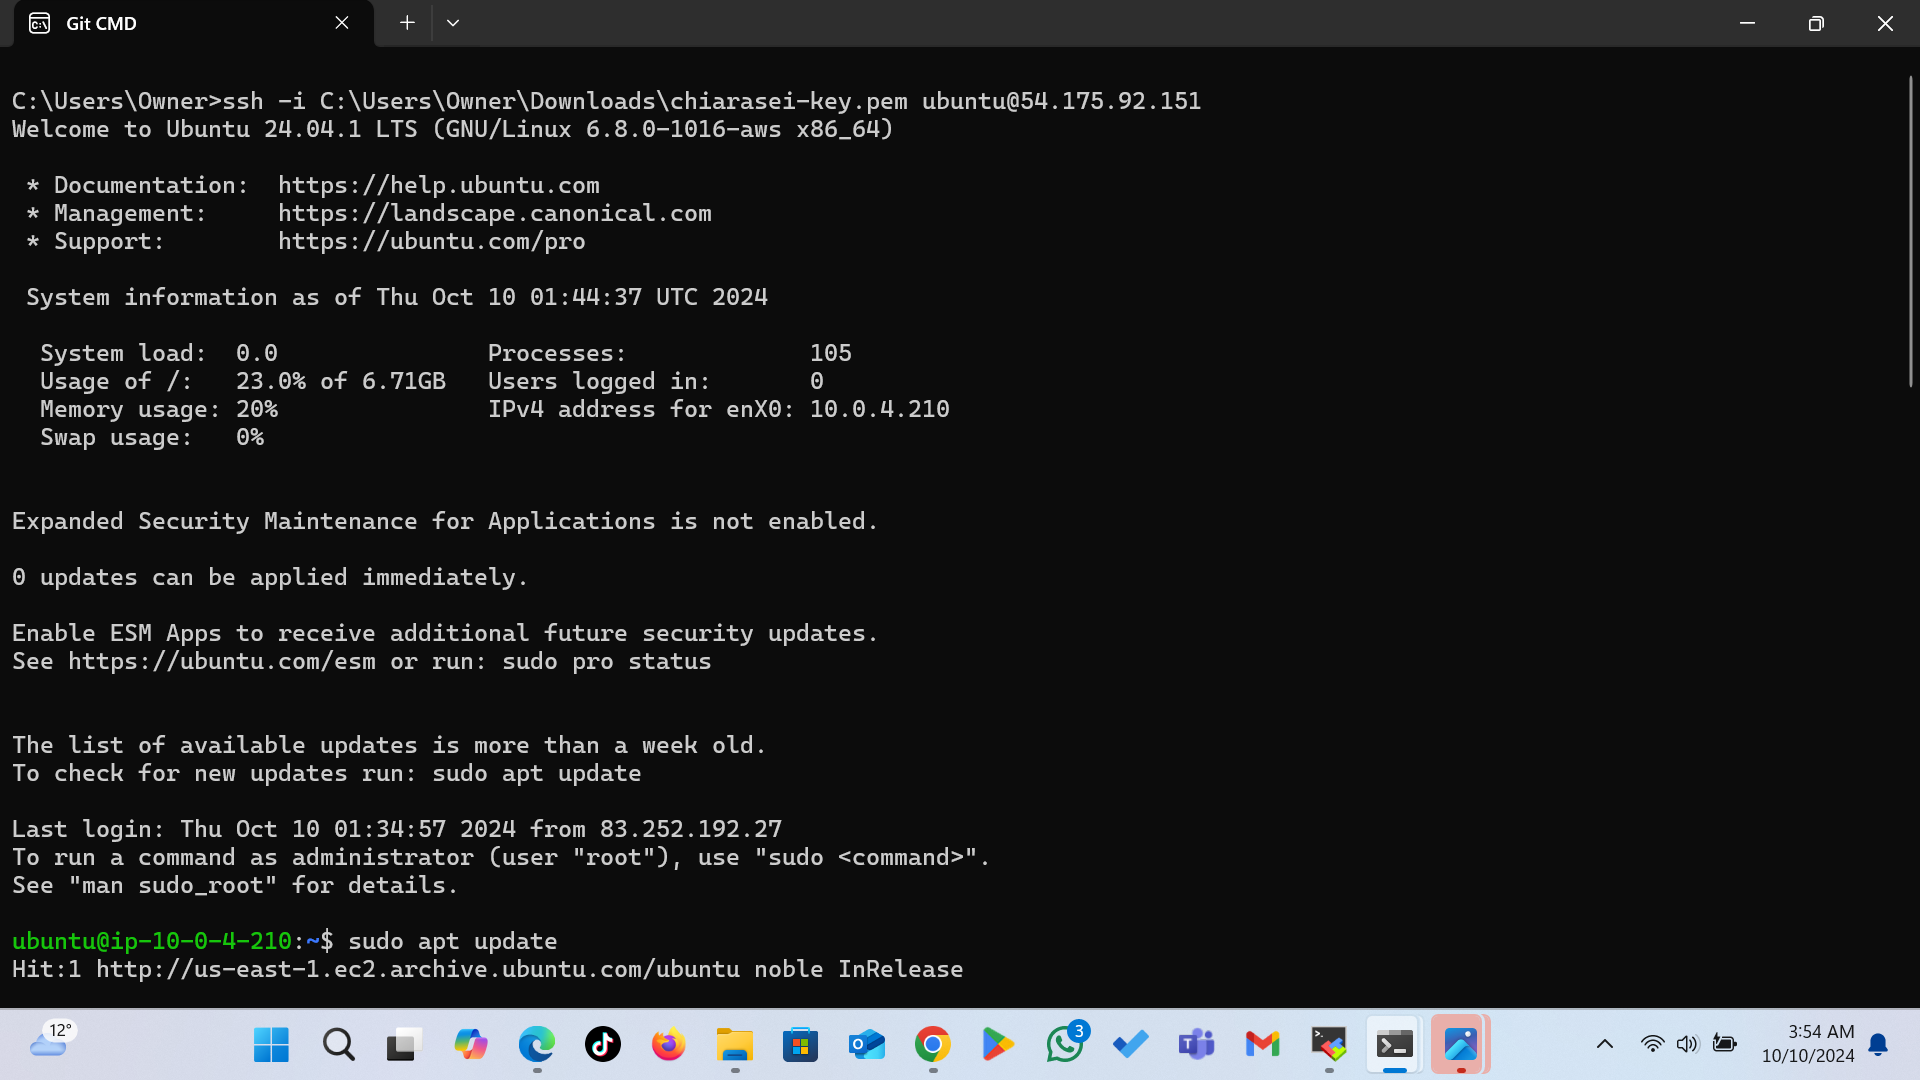 Git CMD
C:\Users\Owner>ssh -i C:\Users\Owner\Downloads\chiarasei-key.pem ubuntu@54.175.92.151
Welcome to Ubuntu 24.04.1 LTS (GNU/Linux 6.8.0-1016-aws x86_64)
* Documentation:  https://help.ubuntu.com
* Management:     https://landscape.canonical.com
* Support:        https://ubuntu.com/pro
System information as of Thu Oct 10 01:44:37 UTC 2024
System load:  0.0               Processes:             105
Usage of /:   23.0% of 6.71GB   Users logged in:       0
Memory usage: 20%               IPv4 address for enX0: 10.0.4.210
Swap usage:   0%
Expanded Security Maintenance for Applications is not enabled.
0 updates can be applied immediately.
Enable ESM Apps to receive additional future security updates.
See https://ubuntu.com/esm or run: sudo pro status
The list of available updates is more than a week old.
To check for new updates run: sudo apt update
Last login: Thu Oct 10 01:34:57 2024 from 83.252.192.27
To run a command as administrator (user "root"), use "sudo <command>".
See "man sudo_root" for details.
ubuntu@ip-10-0-4-210:~$ sudo apt update
Hit:1 http://us-east-1.ec2.archive.ubuntu.com/ubuntu noble InRelease
12°
3
3:54 AM
10/10/2024